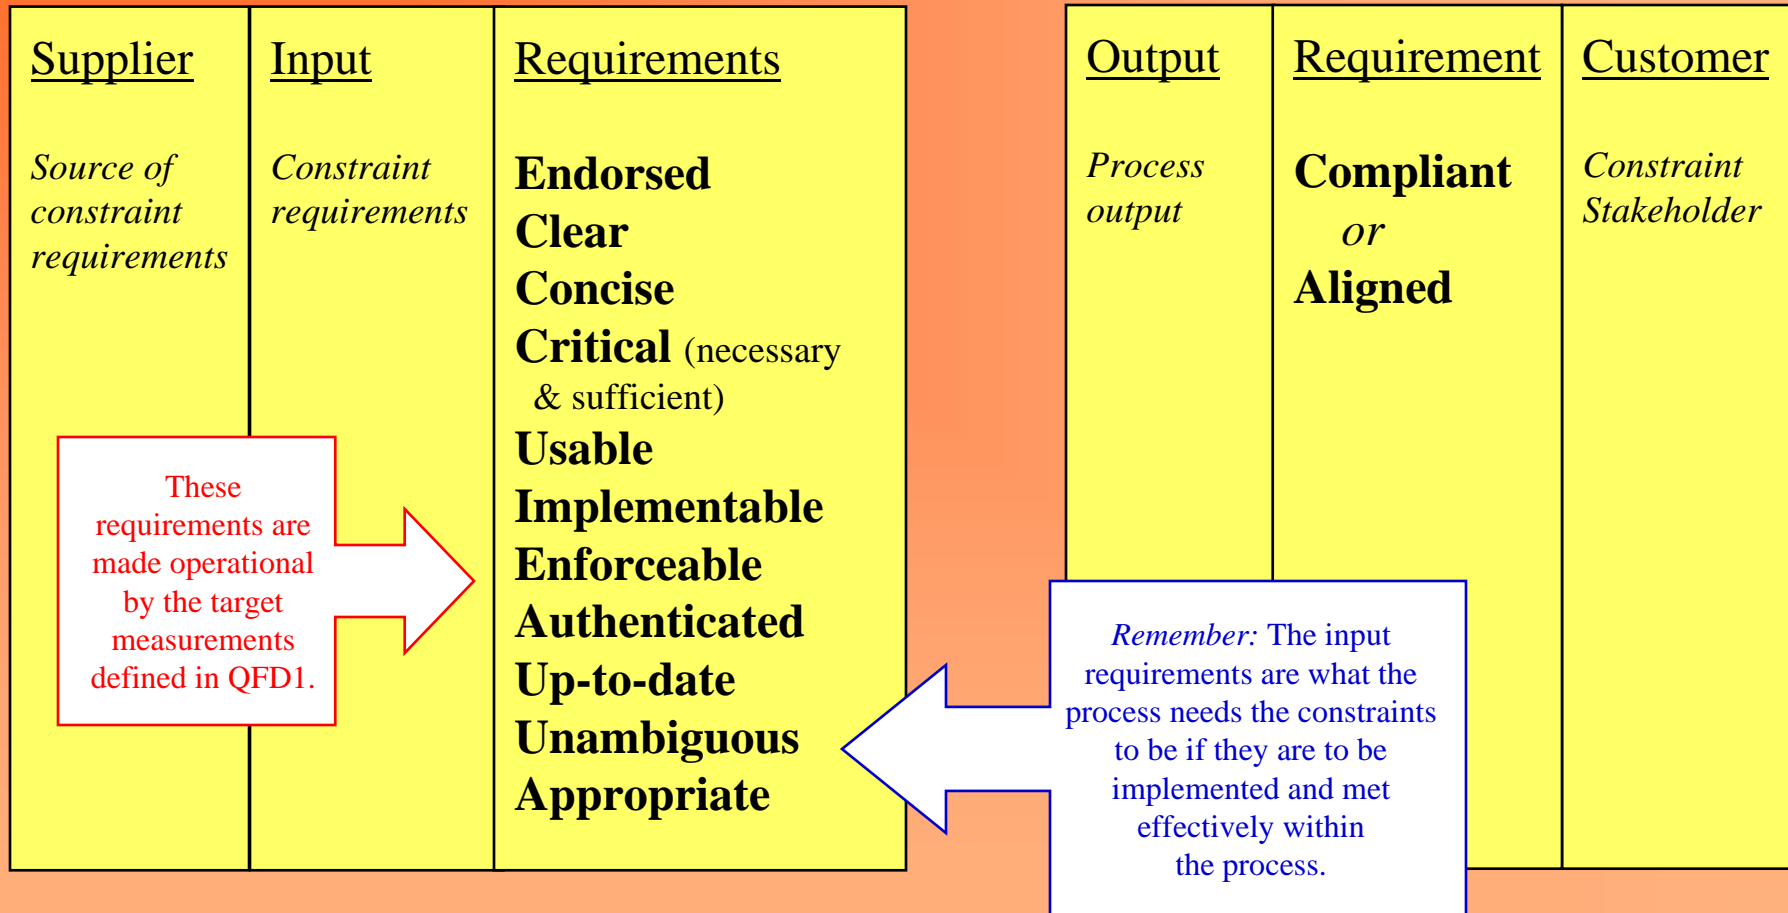 Supplier
Source of
constraint
requirements
Input
Constraint
requirements
Requirements
Endorsed
Clear
Concise
Critical (necessary
& sufficient)
Usable
Implementable
Enforceable
Authenticated
Up-to-date
Unambiguous
Appropriate
These
requirements are
made operational
by the target
measurements
defined in QFD1.
Output
Process
output
Requirement
Compliant
or
Aligned
Customer
Constraint
Stakeholder
Remember: The input
requirements are what the
process needs the constraints
to be if they are to be
implemented and met
effectively within
the process.